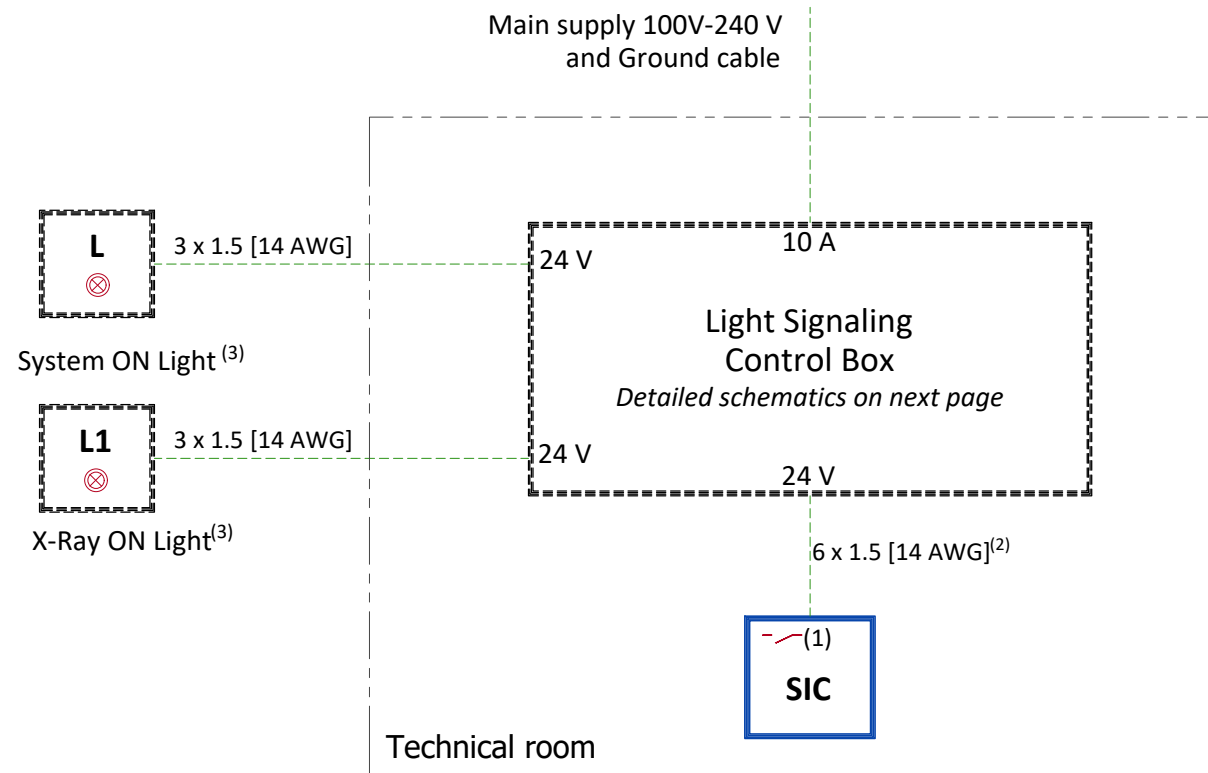 Main supply 100V-240 V
and Ground cable
10 A
L
3 x 1.5 [14 AWG]
24 V
System ON Light (3)
Light Signaling
Control Box
Detailed schematics on next page
L1
3 x 1.5 [14 AWG]
24 V
24 V
X-Ray ON Light(3)
6 x 1.5 [14 AWG](2)
(1)
SIC
Technical room